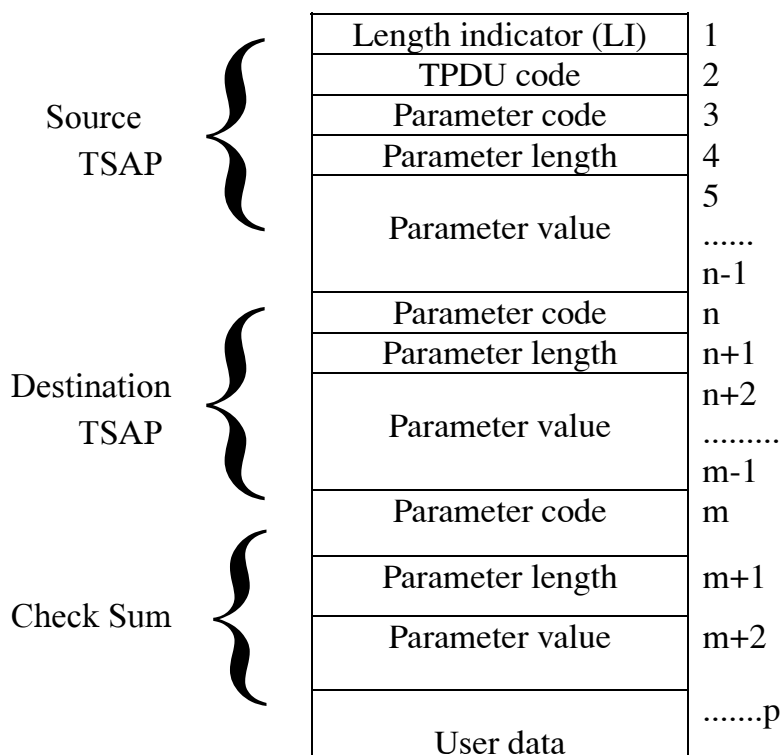 Length indicator (LI) 1
TPDU code 2
Source
TSAP
Parameter code 3
Parameter length 4
5
Parameter value
......
n-1
Parameter code n
Parameter length n+1
Destination
TSAP
n+2
Parameter value
.........
m-1
Parameter code m
Parameter length m+1
Check Sum
Parameter value m+2
.......p
User data